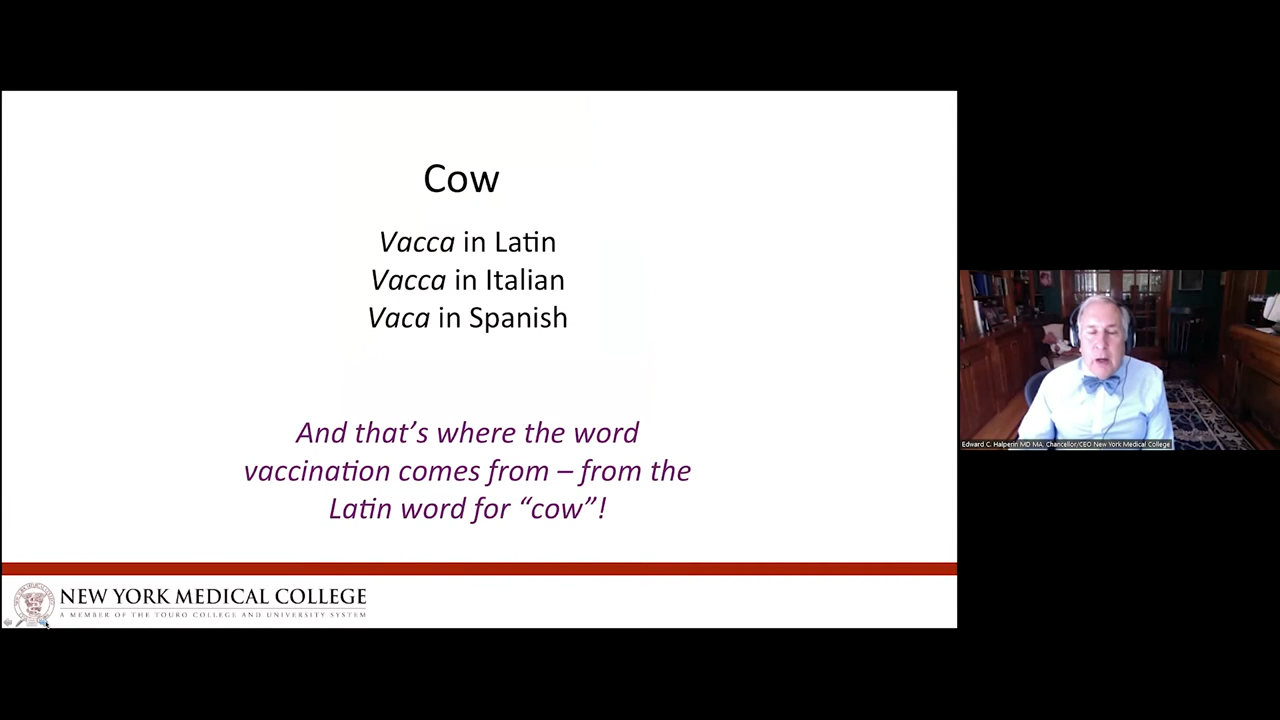 Cow
Vacca in Latin
Vacca in Italian
Vaca in Spanish
And that’s where the word
vaccination comes from – from the
Latin word for “cow”!
NEW YORK MEDICAL COLLEGE
A MEMBER OF THE TOURO COLLEGE AND UNIVERSITY SYSTEM
Edward C. Halperin MD MA, Chancellor/CEO New York Medical College